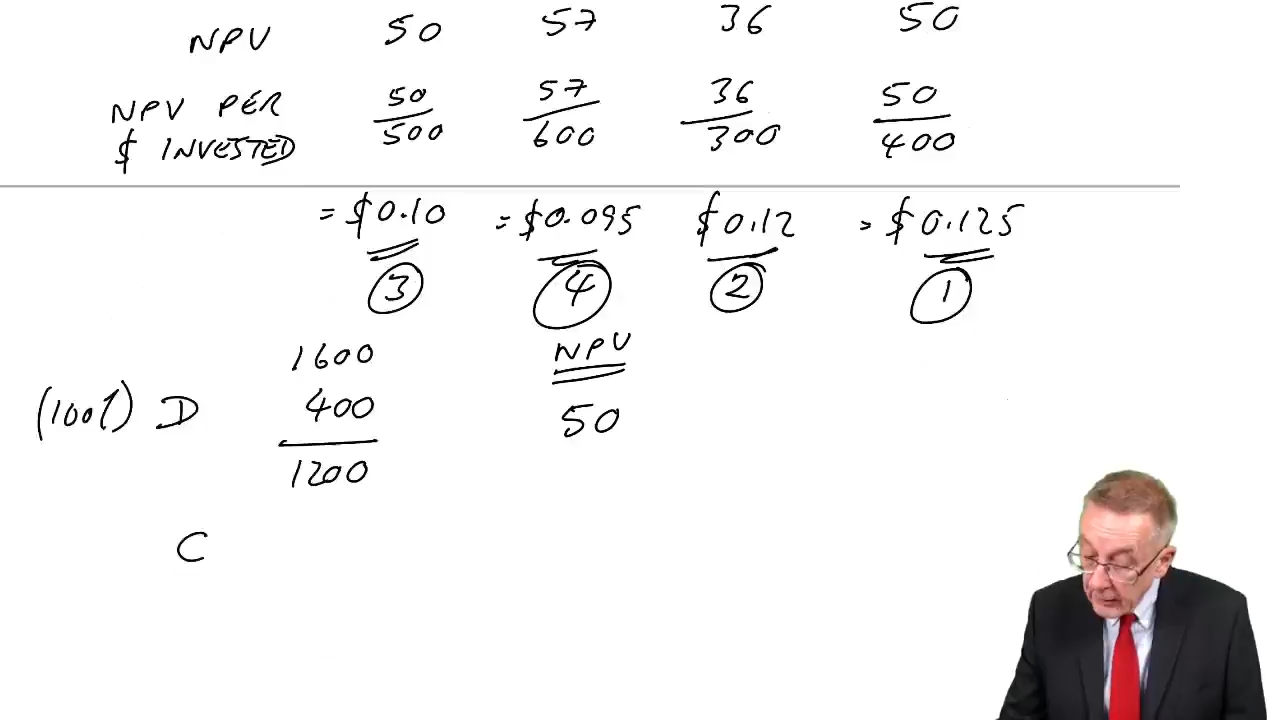 NPV 50 57 36 50
NPV PER 50 57 36 50
$ INVESTED 500 600 300 400
= $0.10 = $0.095 $0.12 = $0.125
3 4 2 1
1600 NPV
(100%) D 400 50
1200
C